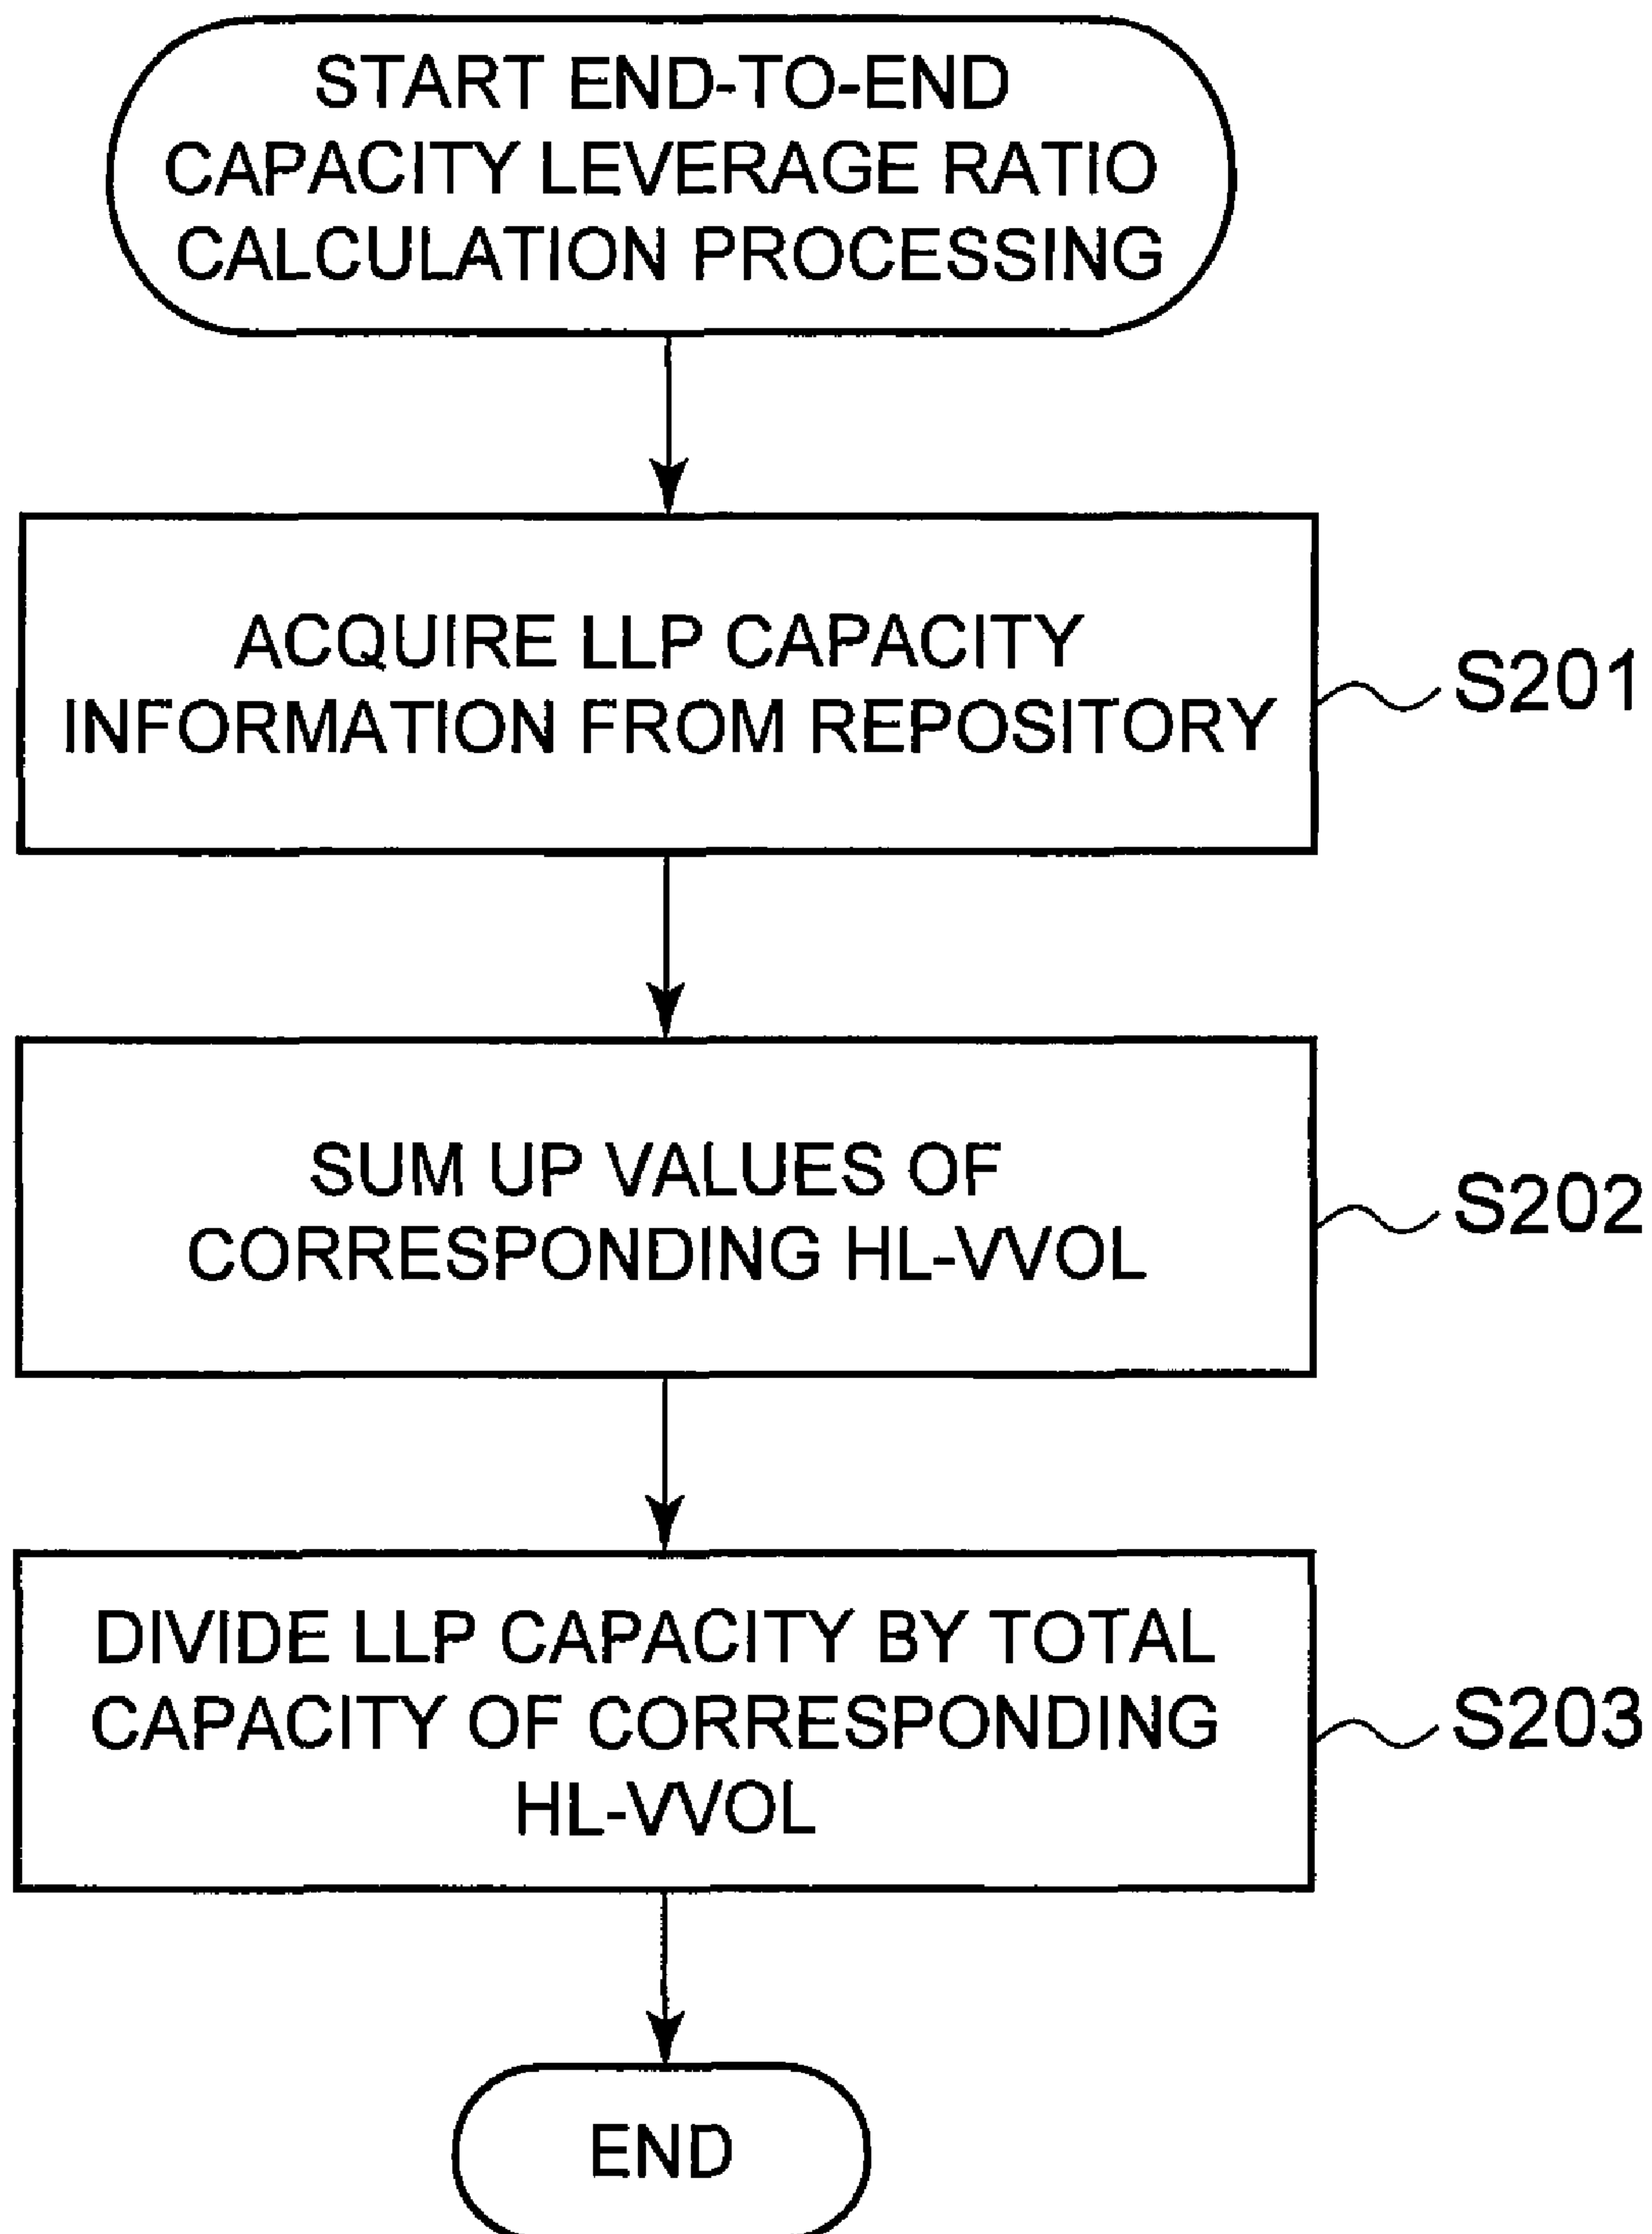 START END-TO-END
CAPACITY LEVERAGE RATIO
CALCULATION PROCESSING
ACQUIRE LLP CAPACITY
INFORMATION FROM REPOSITORY
S201
SUM UP VALUES OF
CORRESPONDING HL-VVOL
S202
DIVIDE LLP CAPACITY BY TOTAL
CAPACITY OF CORRESPONDING
HL-VVOL
S203
END